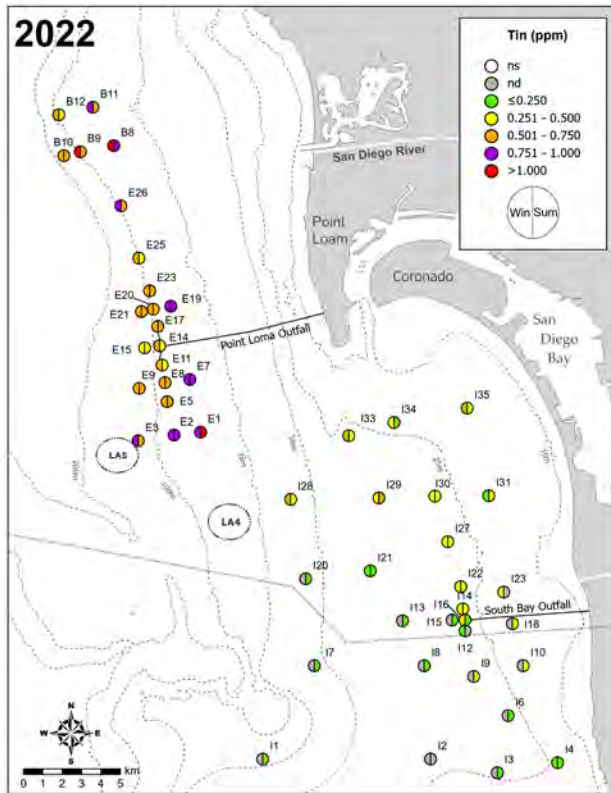 2022
Tin (ppm)
ns
nd
≤0.250
0.251 - 0.500
0.501 - 0.750
0.751 - 1.000
>1.000
Win Sum
B12
B11
B10
B9
B8
San Diego River
E26
Point
Loam
E25
Coronado
E23
E20
E19
E21
E17
San
Diego
Bay
E14
Point Loma Outfall
E15
E11
E7
E9
E8
E5
I35
I34
I33
E3
E2
E1
LA5
I28
I29
I30
I31
LA4
I27
I20
I21
I22
I23
I14
I16
South Bay Outfall
I13
I15
I18
I12
I7
I8
I9
I10
I6
I1
I2
I3
I4
N
W
E
S
0 1 2 3 4 5 km